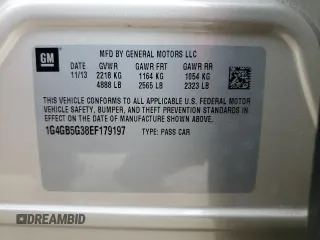 GM
MFD BY GENERAL MOTORS LLC
DATE 11/13 GVWR 2218 KG 4888 LB GAWR FRT 1164 KG 2565 LB GAWR RR 1054 KG 2323 LB
THIS VEHICLE CONFORMS TO ALL APPLICABLE U.S. FEDERAL MOTOR
VEHICLE SAFETY, BUMPER, AND THEFT PREVENTION STANDARDS IN
EFFECT ON THE DATE OF MANUFACTURE SHOWN ABOVE.
1G4GB5G38EF179197 TYPE: PASS CAR
DREAMBID